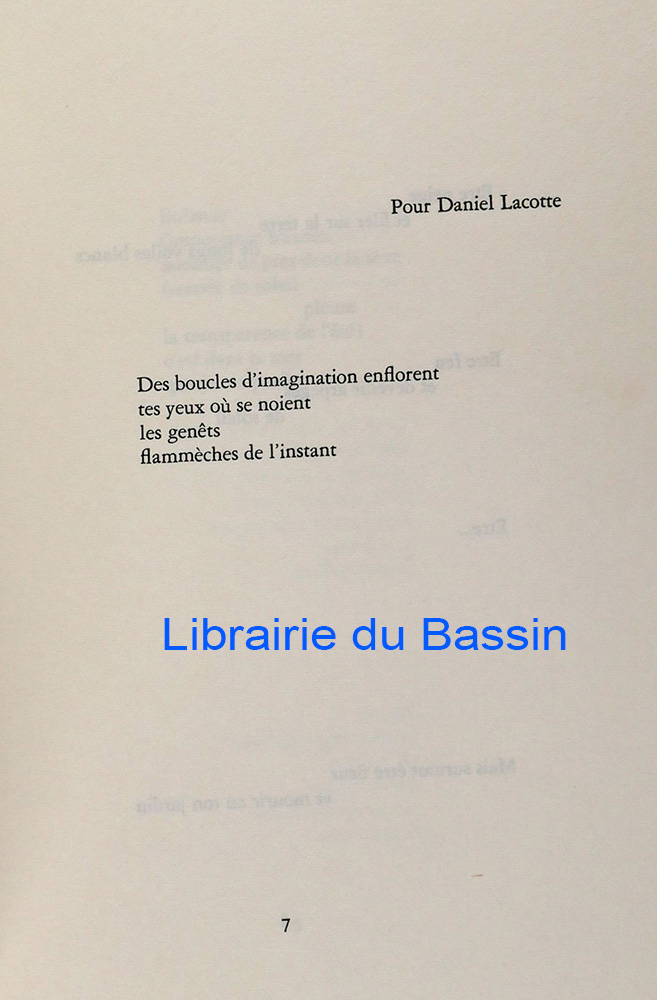 Pour Daniel Lacotte
Des boucles d'imagination enflorent
tes yeux où se noient
les genêts
flammèches de l'instant
Librairie du Bassin
7